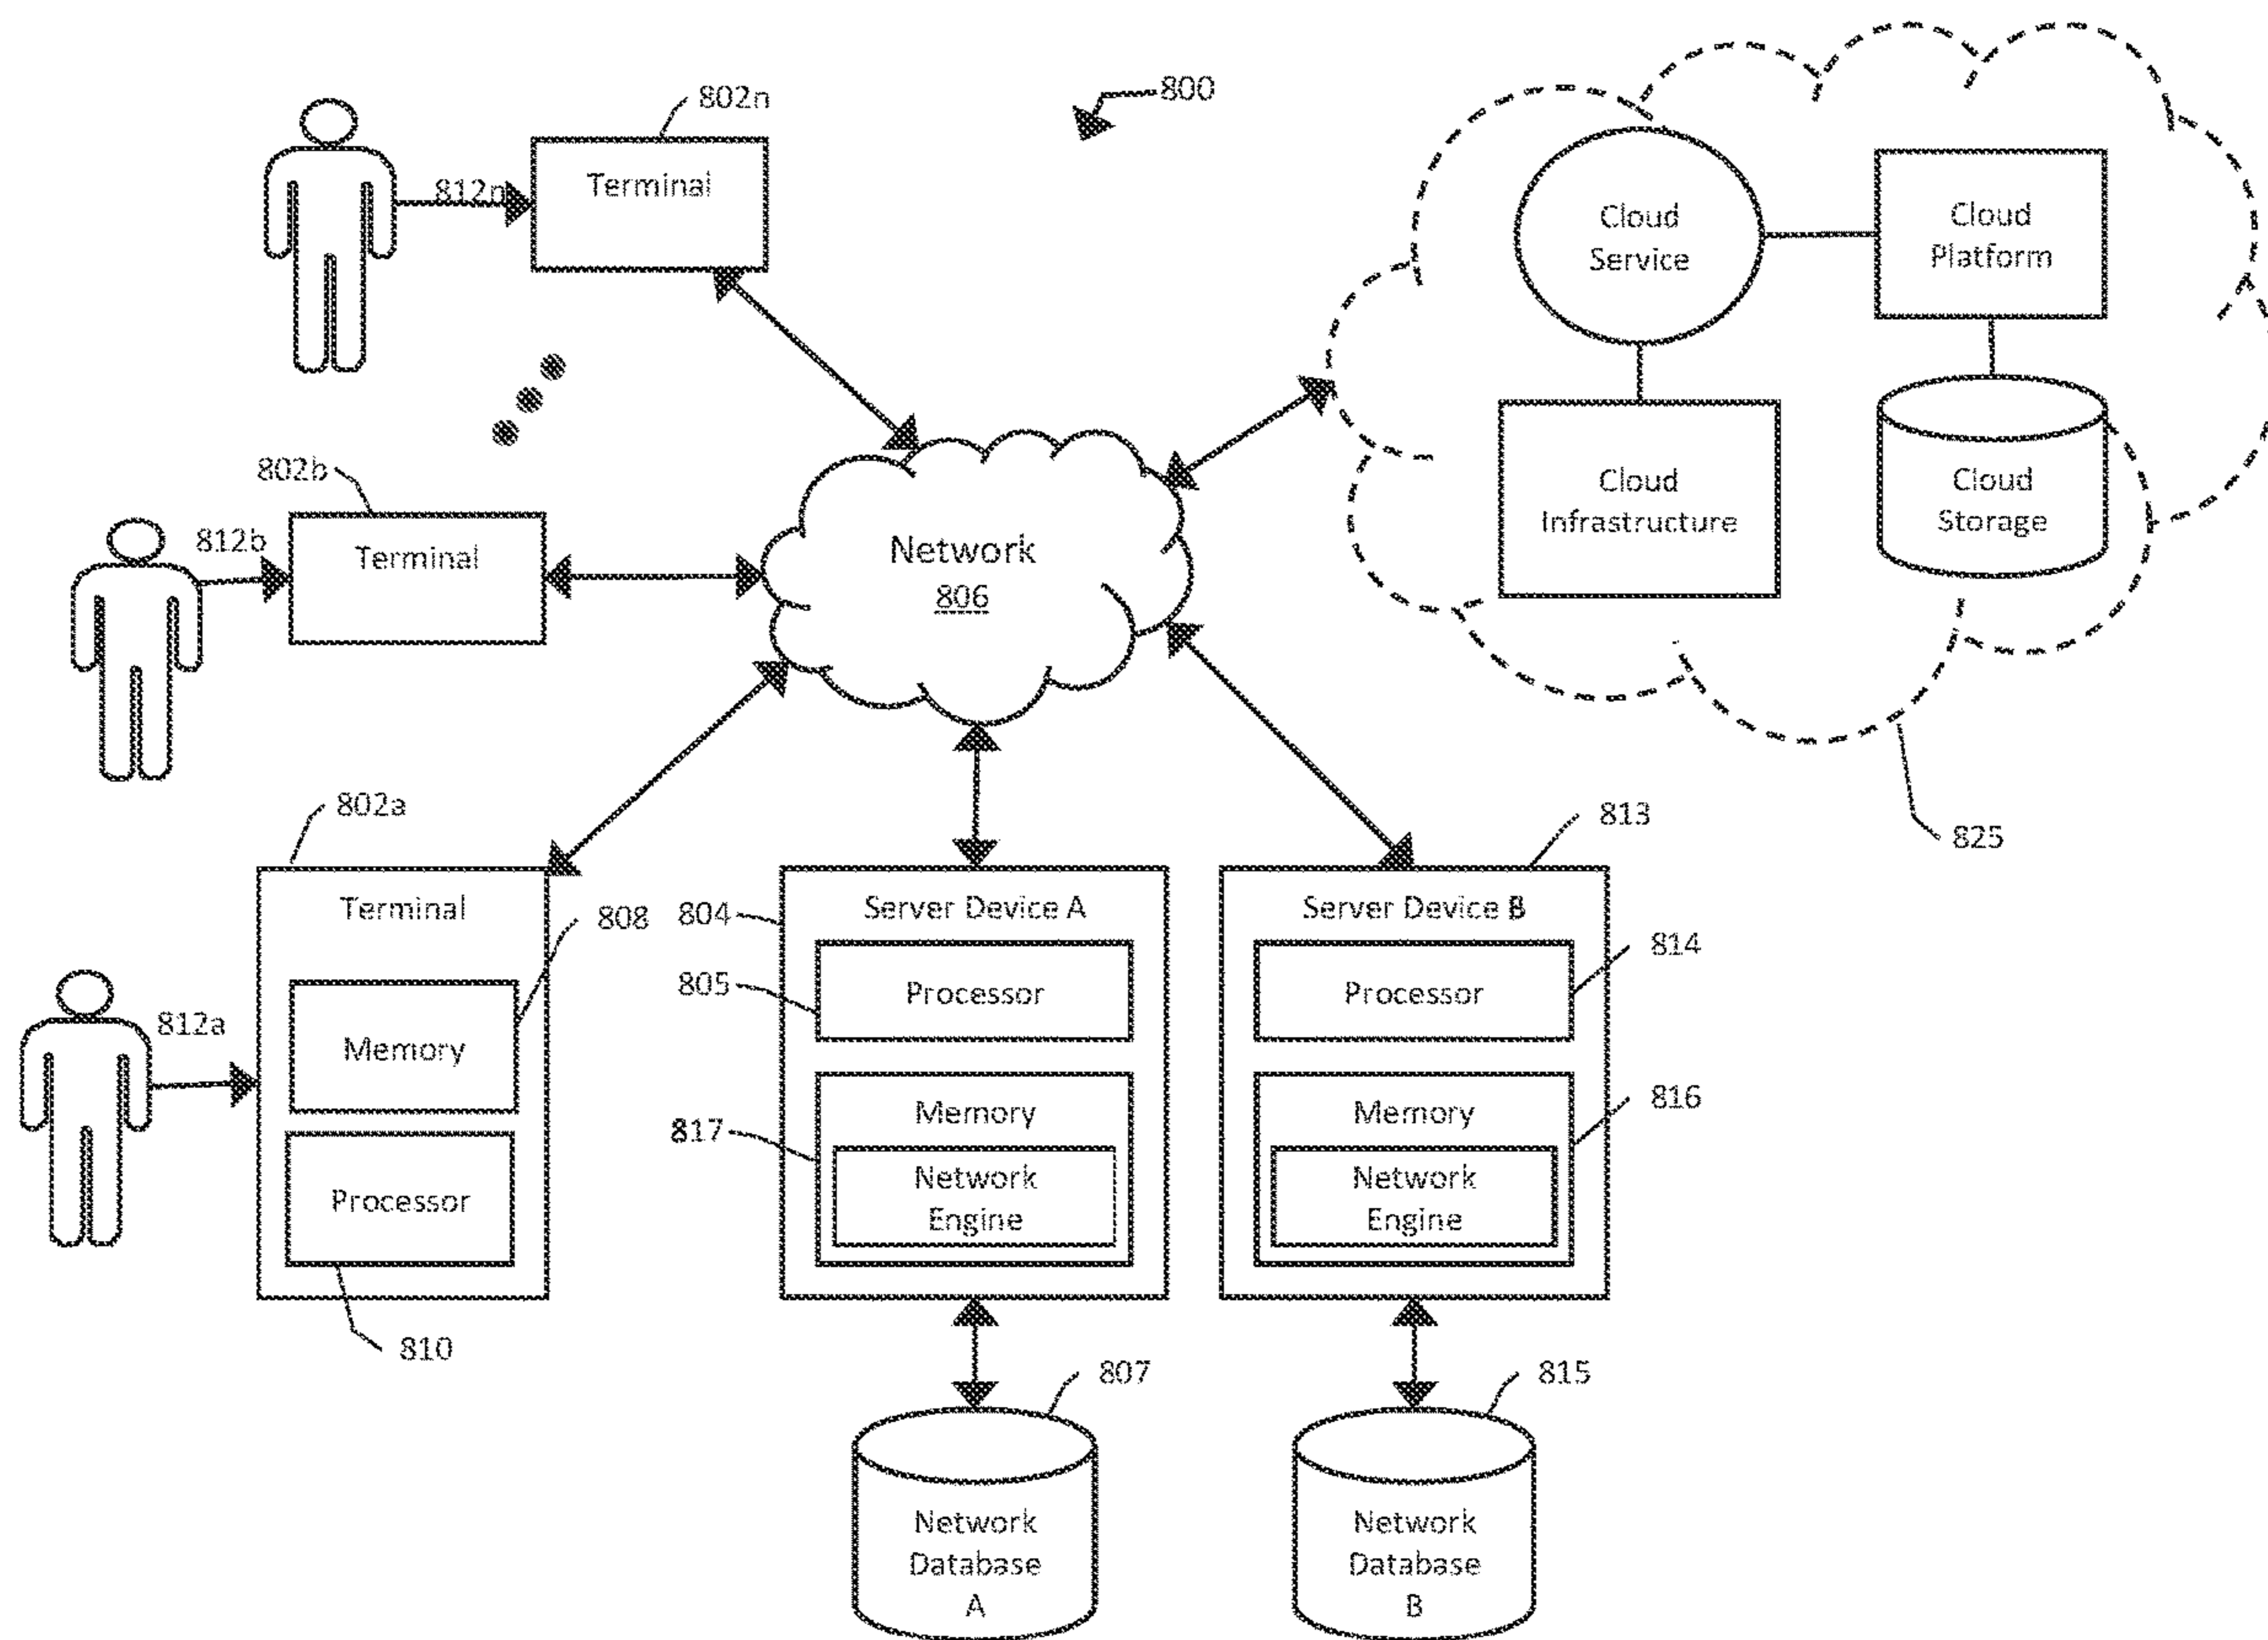 802n
800
812n
Terminal
Cloud
Service
Cloud
Platform
802b
812b
Terminal
Network
806
Cloud
Infrastructure
Cloud
Storage
825
802a
Terminal
808
Memory
Processor
810
812a
804
Server Device A
805
Processor
817
Memory
Network
Engine
813
Server Device B
814
Processor
816
Memory
Network
Engine
807
Network
Database
A
815
Network
Database
B